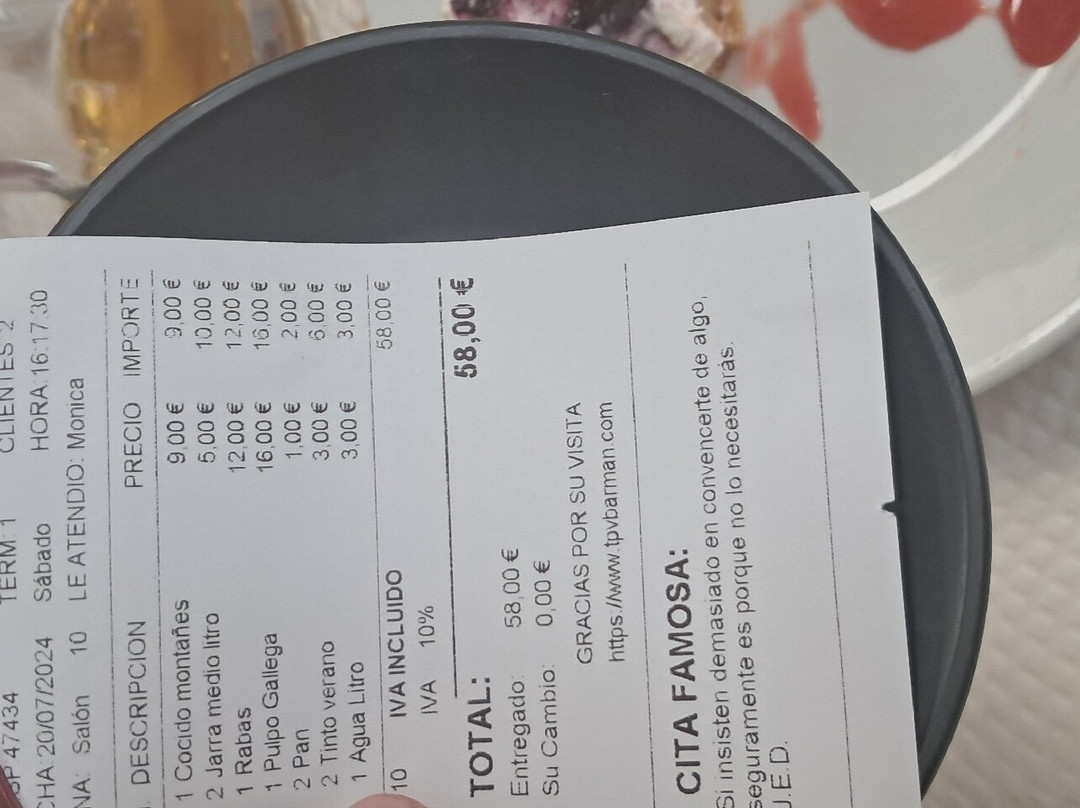 47434 TERM: 1 CLIENTES 2
CHA:20/07/2024 Sábado HORA:16:17:30
NA: Salón 10 LE ATENDIO: Monica
. DESCRIPCION PRECIO IMPORTE
1 Cocido montañes 9,00 € 9,00 €
2 Jarra medio litro 5,00 € 10,00 €
1 Rabas 12,00 € 12,00 €
1 Pulpo Gallega 16,00 € 16,00 €
2 Pan 1,00 € 2,00 €
2 Tinto verano 3,00 € 6,00 €
1 Agua Litro 3,00 € 3,00 €
10 IVA INCLUIDO 58,00 €
IVA 10%
TOTAL: 58,00 €
Entregado: 58,00 €
Su Cambio: 0,00 €
GRACIAS POR SU VISITA
https://www.tpvbarman.com
CITA FAMOSA:
Si insisten demasiado en convencerte de algo,
seguramente es porque no lo necesitarás.
J.E.D.